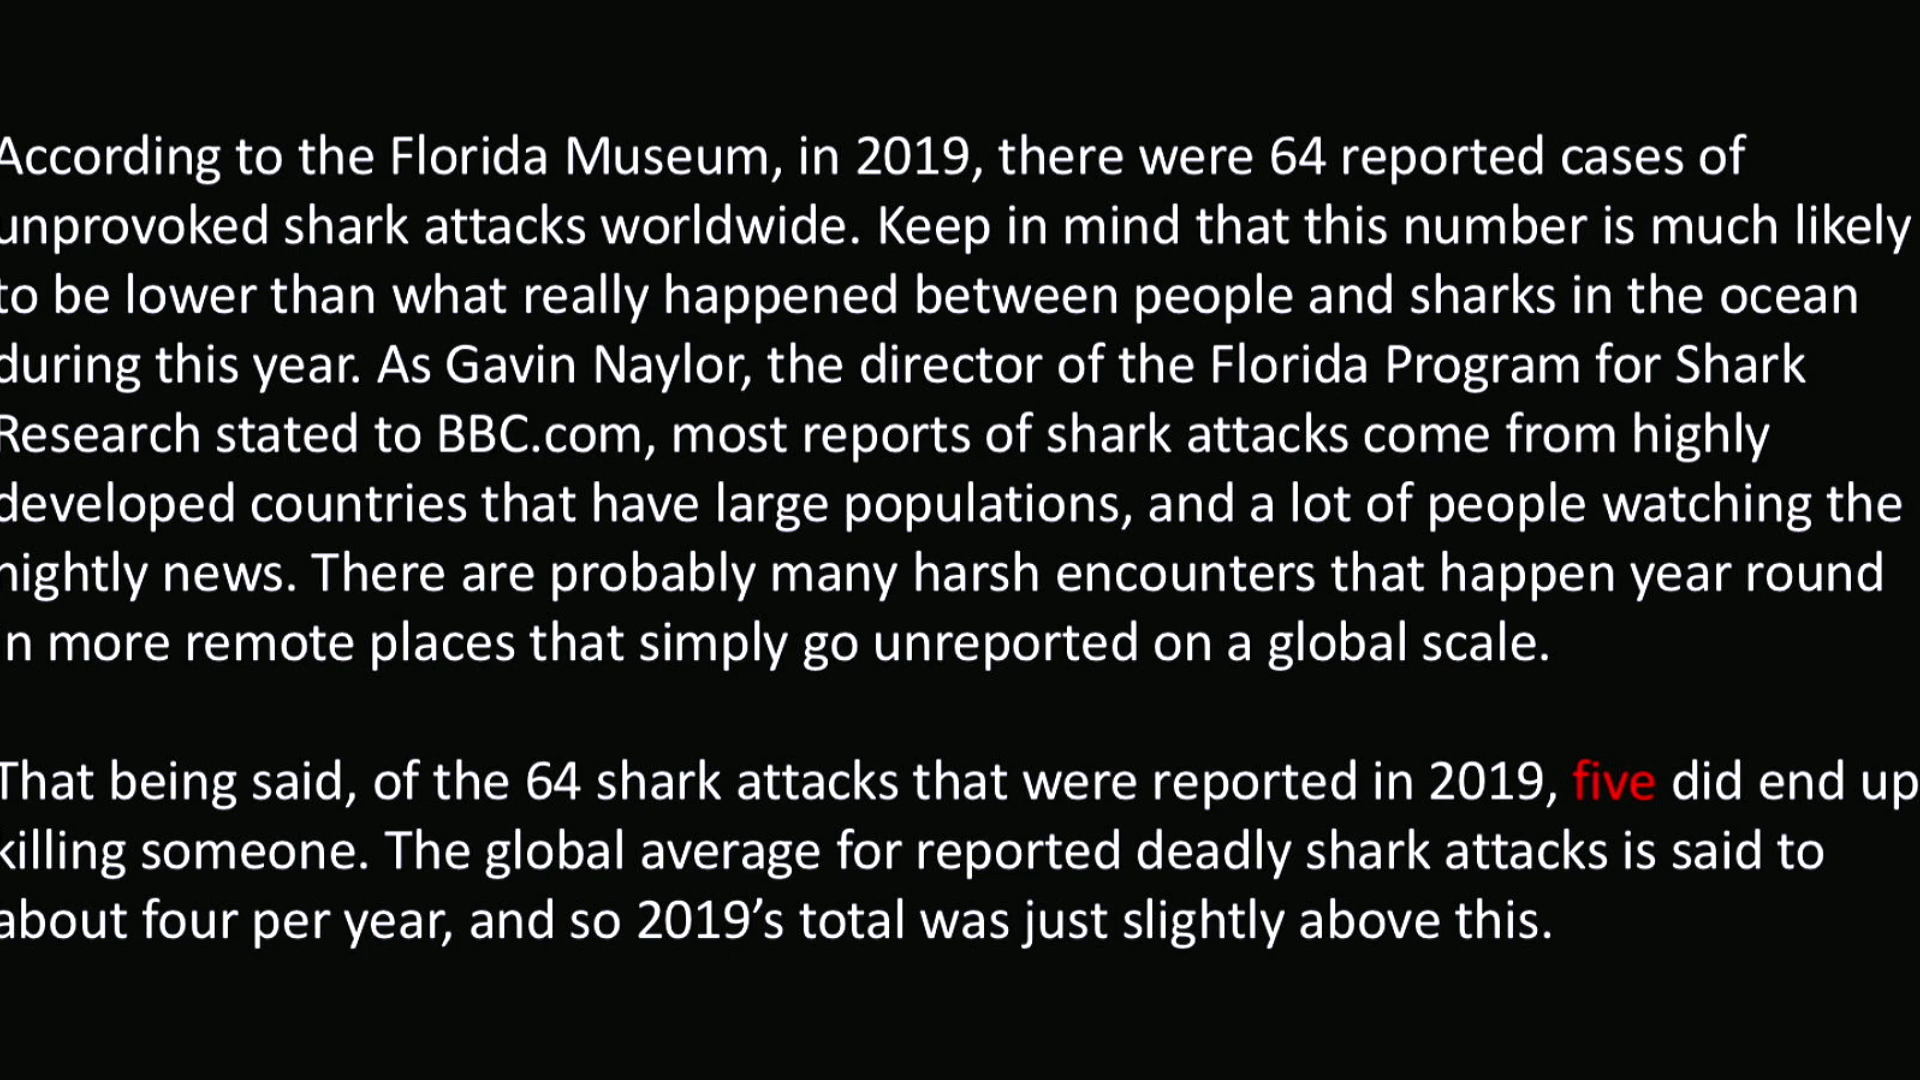 According to the Florida Museum, in 2019, there were 64 reported cases of
unprovoked shark attacks worldwide. Keep in mind that this number is much likely
to be lower than what really happened between people and sharks in the ocean
during this year. As Gavin Naylor, the director of the Florida Program for Shark
Research stated to BBC.com, most reports of shark attacks come from highly
developed countries that have large populations, and a lot of people watching the
nightly news. There are probably many harsh encounters that happen year round
in more remote places that simply go unreported on a global scale.
That being said, of the 64 shark attacks that were reported in 2019, five did end up
killing someone. The global average for reported deadly shark attacks is said to
about four per year, and so 2019’s total was just slightly above this.